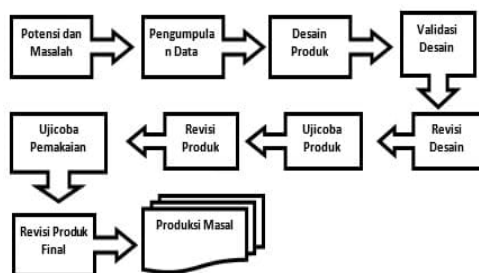 Potensi dan
Masalah
Pengumpula
n Data
Desain
Produk
Validasi
Desain
Revisi
Desain
Ujicoba
Produk
Revisi
Produk
Ujicoba
Pemakaian
Revisi Produk
Final
Produksi Masal